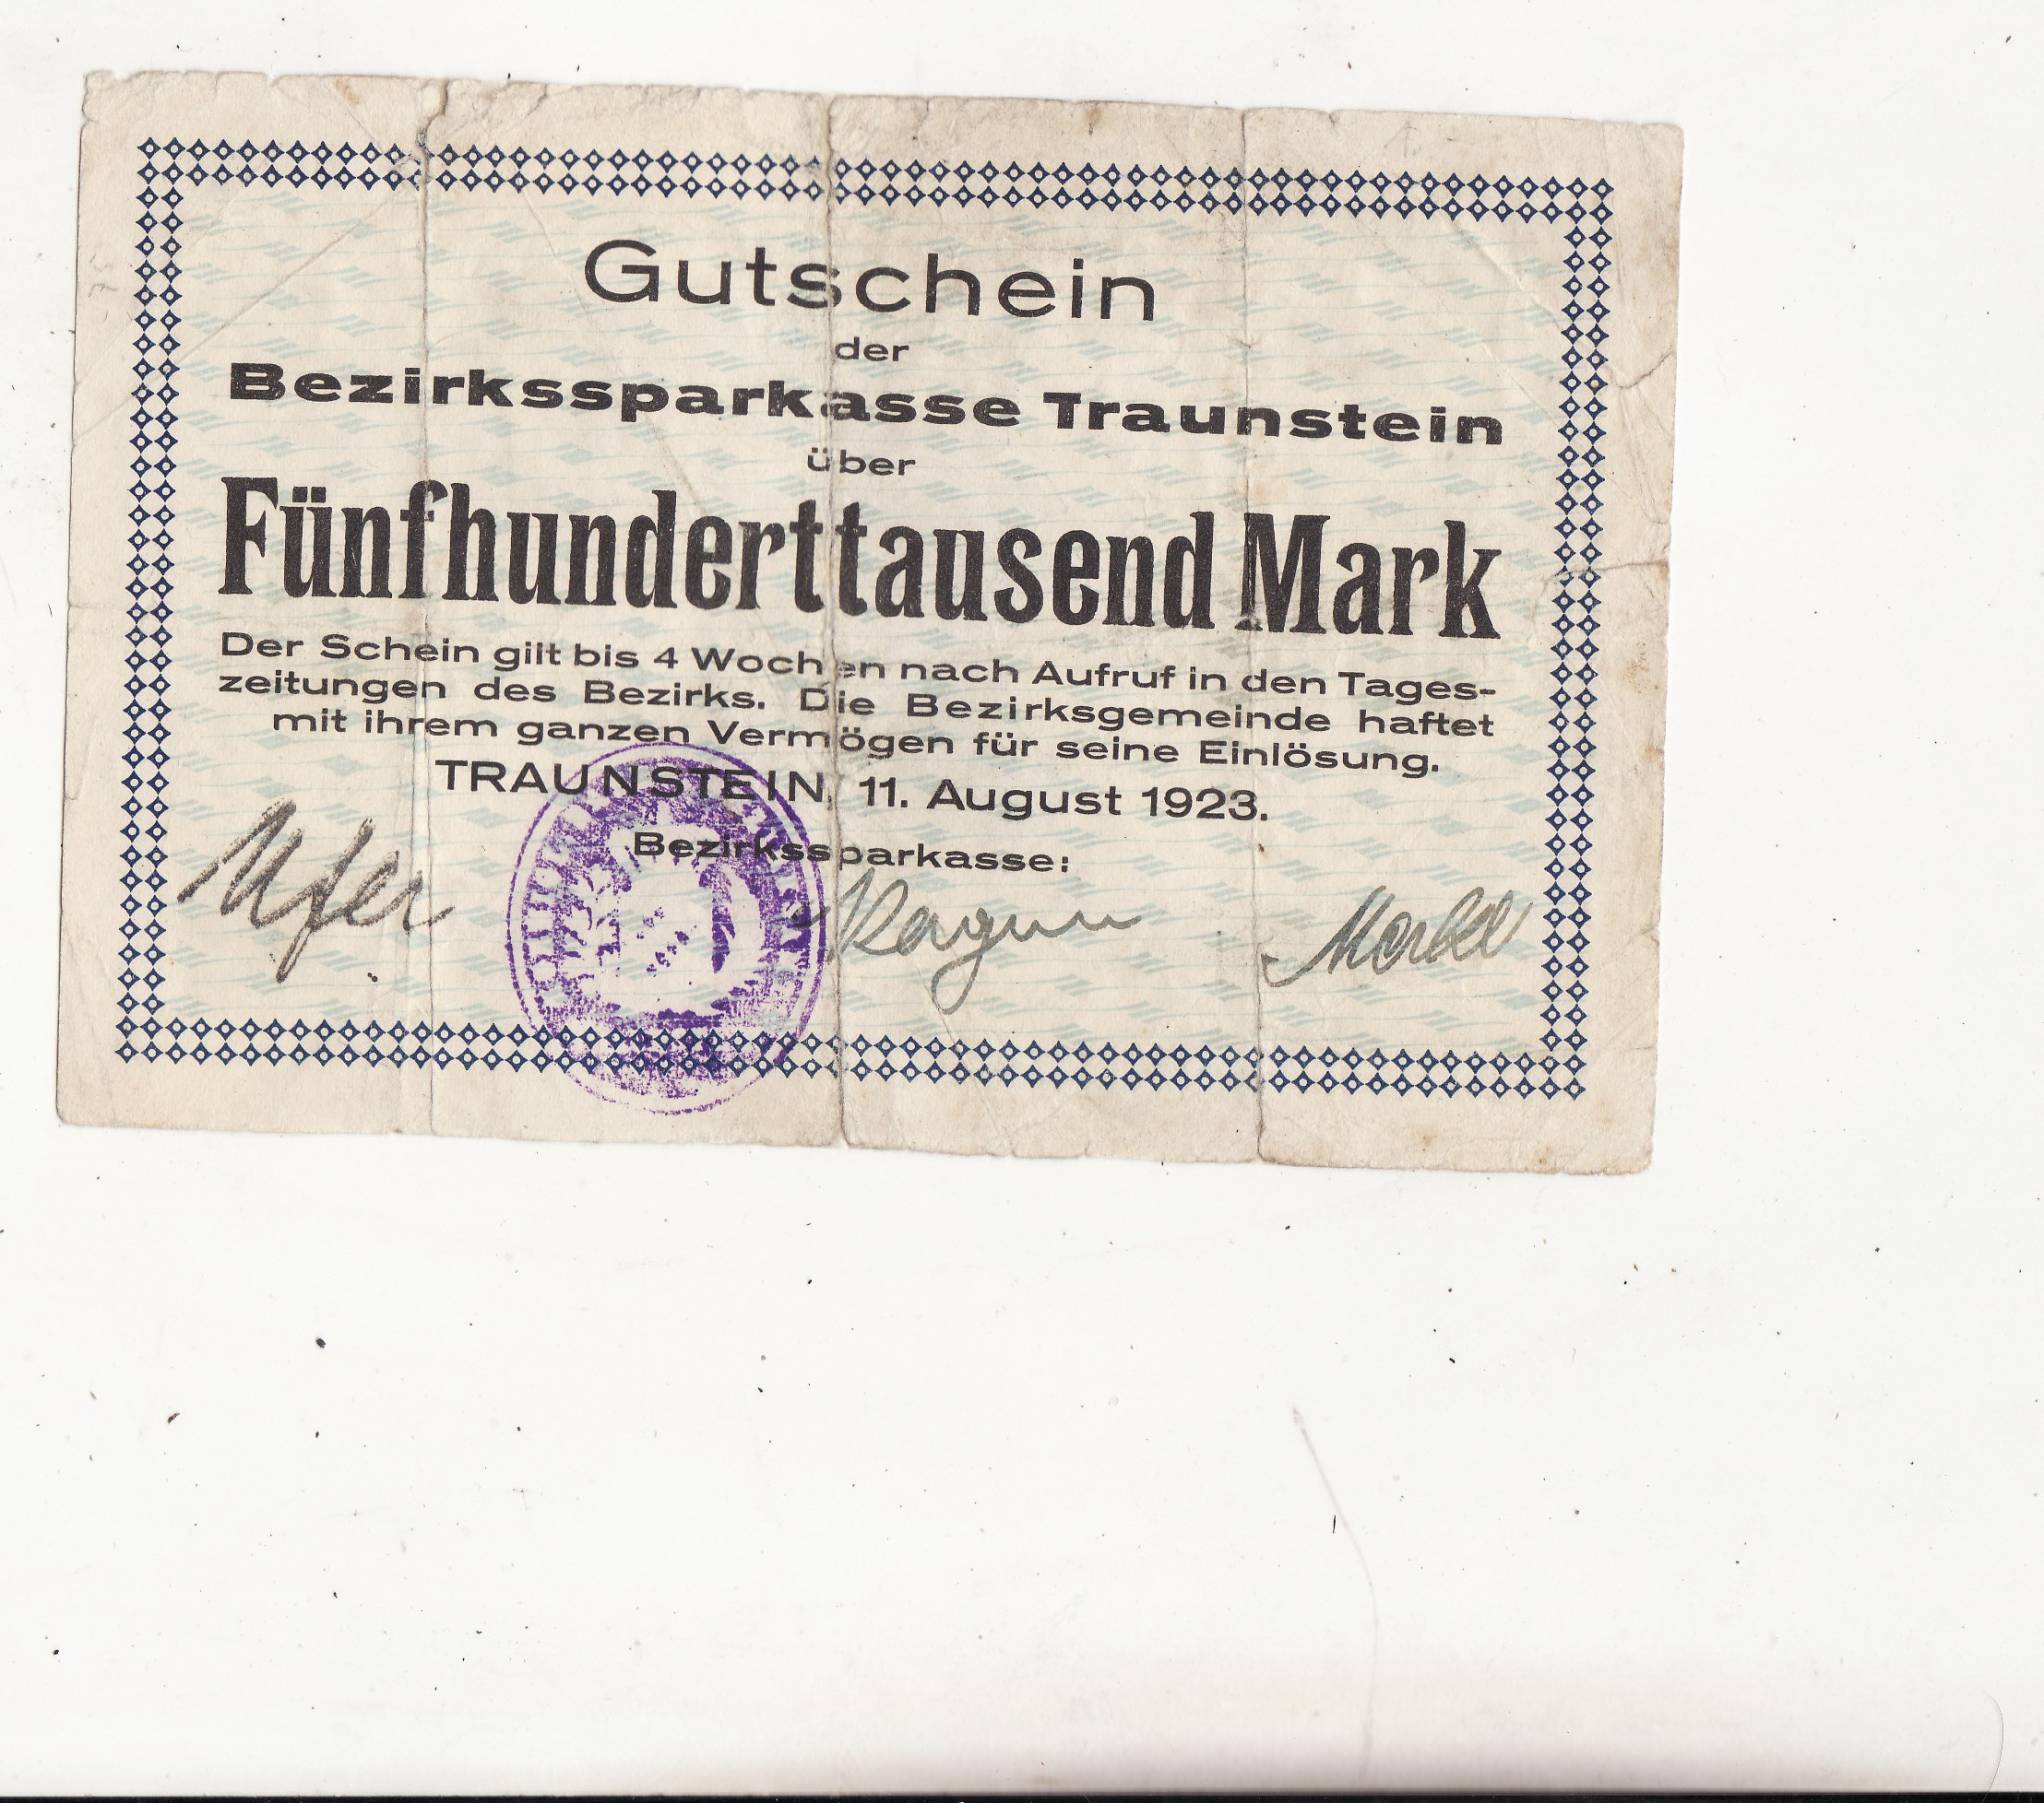 Gutschein
der
Bezirkssparkasse Traunstein
über
Fünfhunderttausend Mark
Der Schein gilt bis 4 Wochen nach Aufruf in den Tages-
zeitungen des Bezirks. Die Bezirksgemeinde haftet
mit ihrem ganzen Vermögen für seine Einlösung.
TRAUNSTEIN, 11. August 1923.
Bezirkssparkasse: